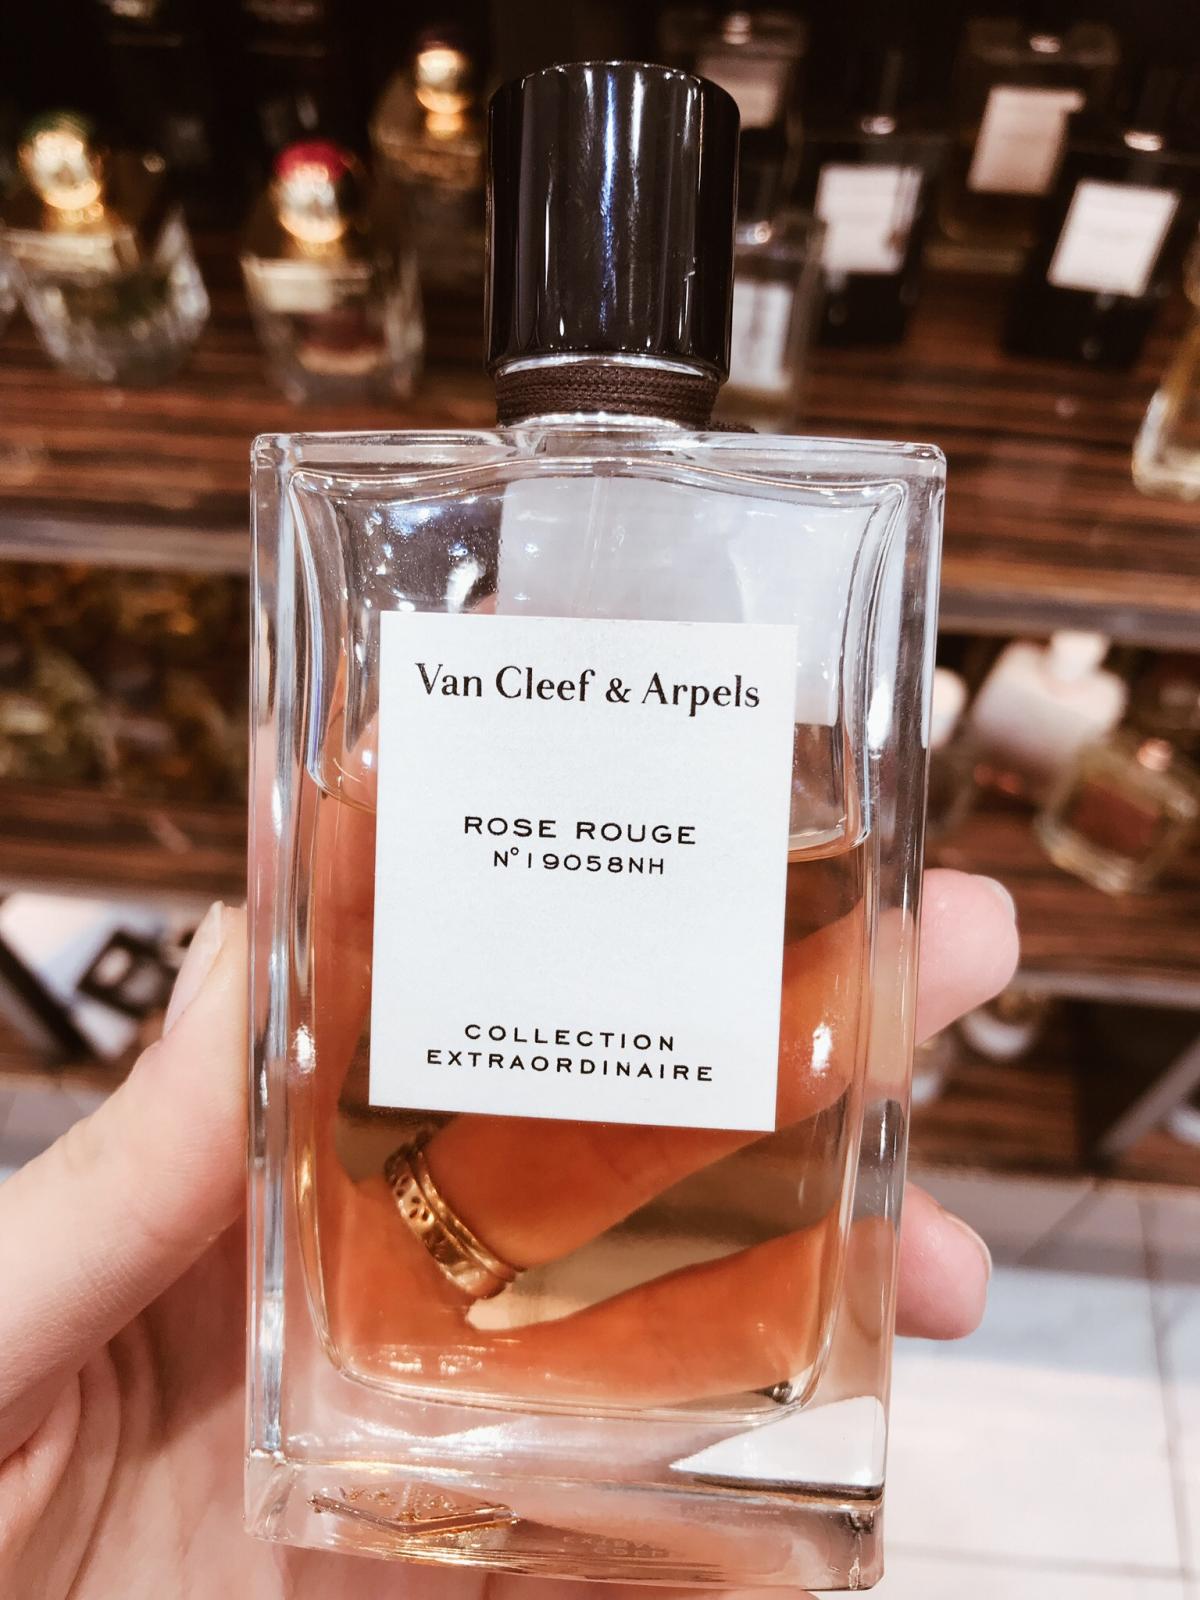 Van Cleef & Arpels
ROSE ROUGE
N°19058NH
COLLECTION
EXTRAORDINAIRE